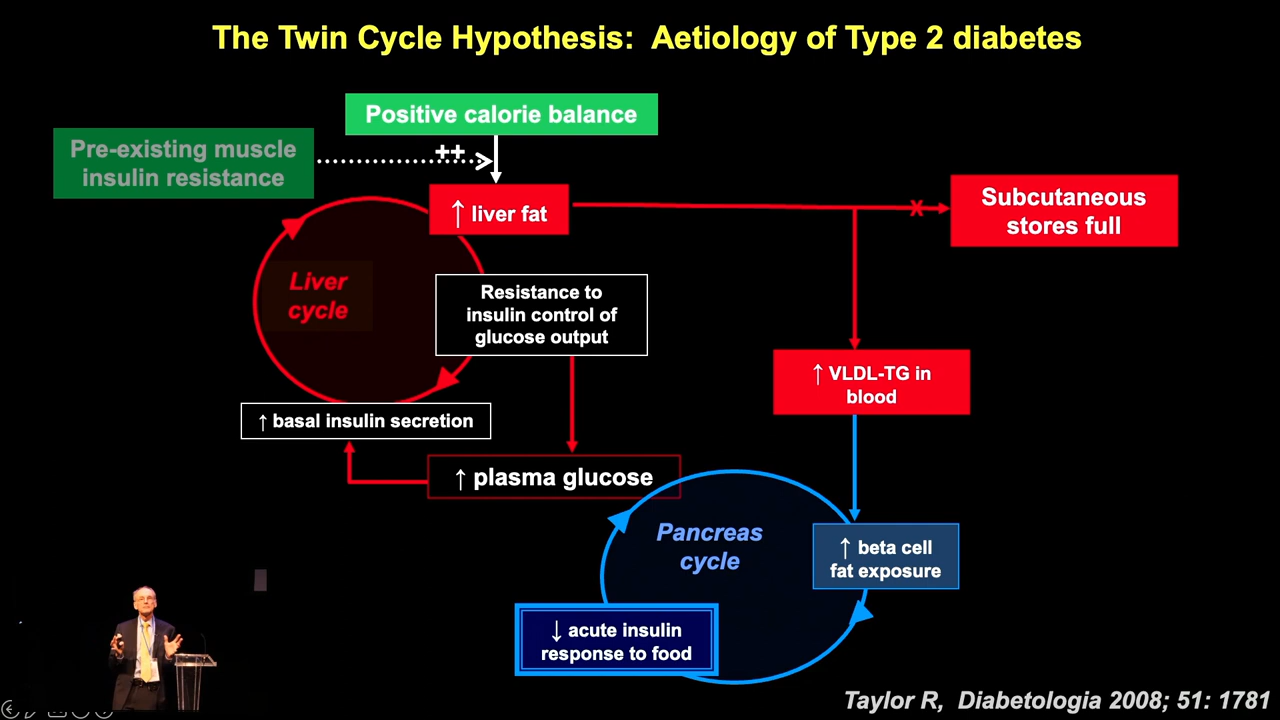 The Twin Cycle Hypothesis: Aetiology of Type 2 diabetes
Positive calorie balance
Pre-existing muscle
insulin resistance
++
↑ liver fat
x
Subcutaneous
stores full
Liver
cycle
Resistance to
insulin control of
glucose output
↑ VLDL-TG in
blood
↑ basal insulin secretion
↑ plasma glucose
Pancreas
cycle
↑ beta cell
fat exposure
↓ acute insulin
response to food
Taylor R, Diabetologia 2008; 51: 1781